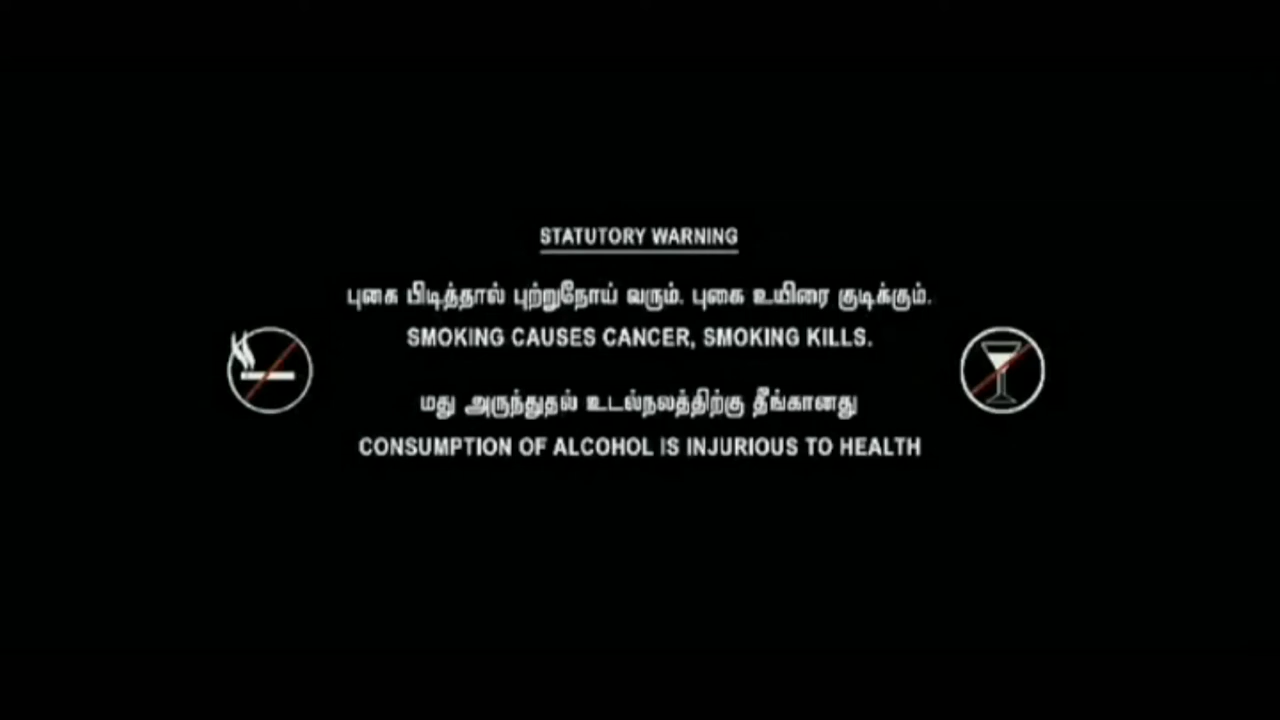 STATUTORY WARNING
புகை பிடித்தால் புற்றுநோய் வரும். புகை உயிரை குடிக்கும்.
SMOKING CAUSES CANCER, SMOKING KILLS.
மது அருந்துதல் உடல்நலத்திற்கு தீங்கானது
CONSUMPTION OF ALCOHOL IS INJURIOUS TO HEALTH